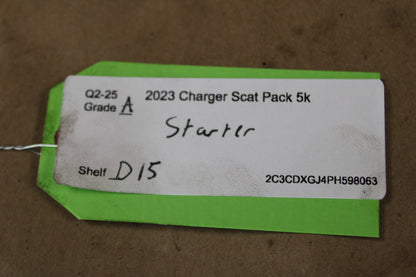 Q2-25
Grade A
2023 Charger Scat Pack 5k
Starter
Shelf D15
2C3CDXGJ4PH598063